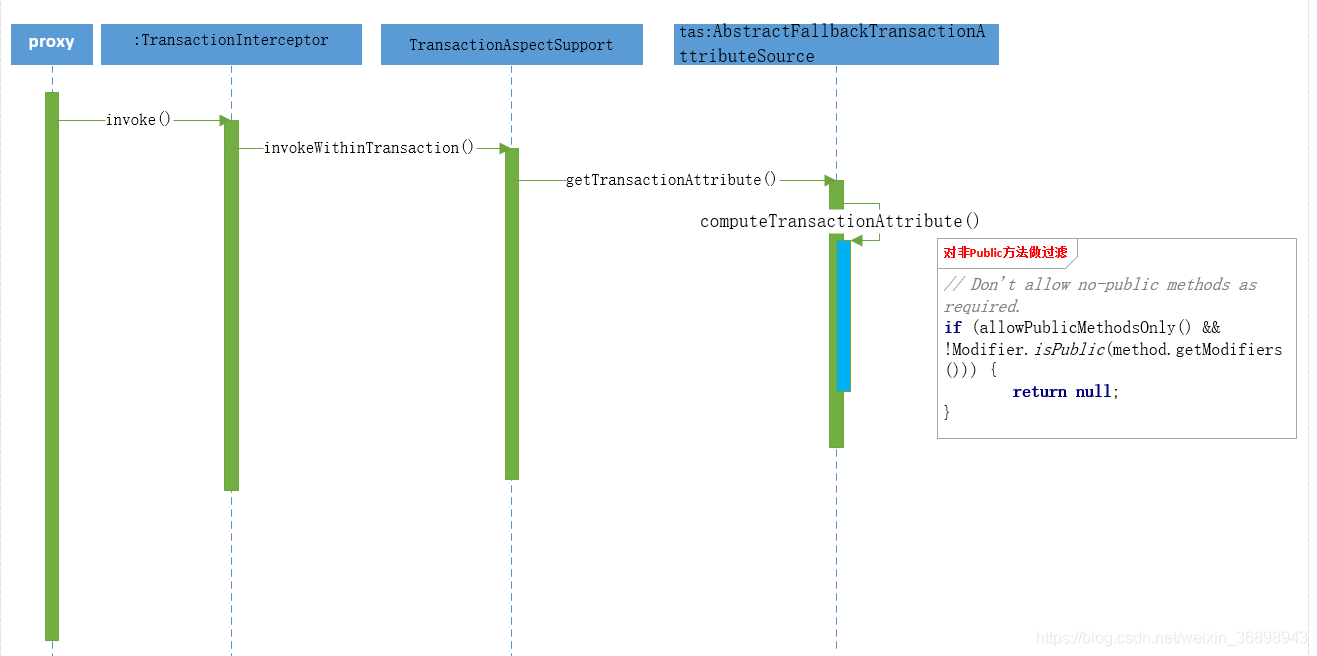 proxy
:TransactionInterceptor
TransactionAspectSupport
tas:AbstractFallbackTransactionA
ttributeSource
invoke()
invokeWithinTransaction()
getTransactionAttribute()
computeTransactionAttribute()
对非Public方法做过滤
// Don't allow no-public methods as
required.
if (allowPublicMethodsOnly() &&
!Modifier.isPublic(method.getModifiers
())) {
return null;
}
https://blog.csdn.net/weixin_36898943